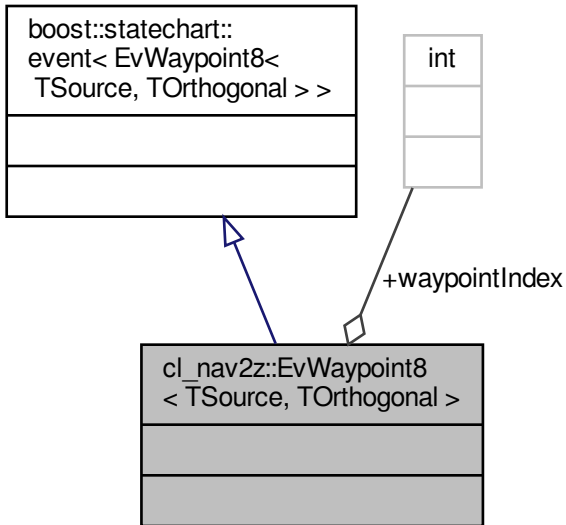 boost::statechart::
event< EvWaypoint8<
TSource, TOrthogonal > >
int
+waypointIndex
cl_nav2z::EvWaypoint8
< TSource, TOrthogonal >